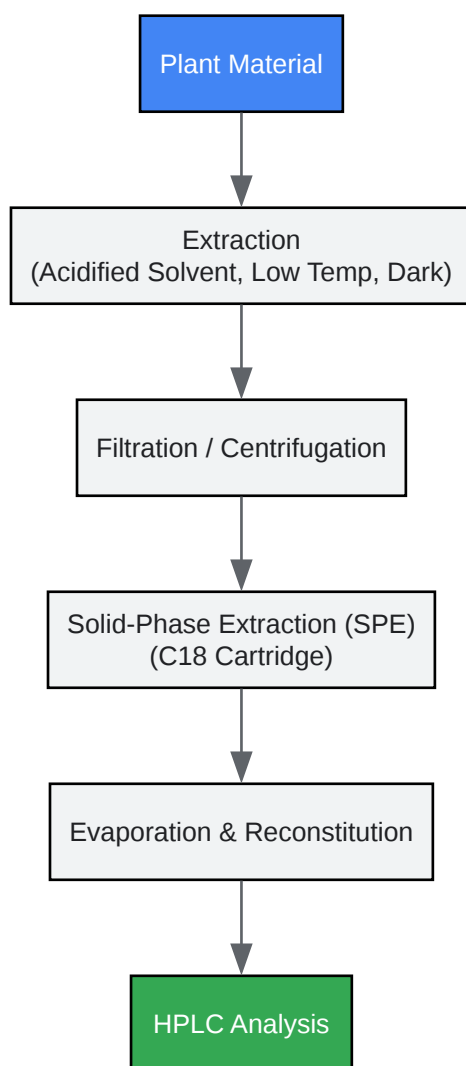 Plant Material
Extraction
(Acidified Solvent, Low Temp, Dark)
Filtration / Centrifugation
Solid-Phase Extraction (SPE)
(C18 Cartridge)
Evaporation & Reconstitution
HPLC Analysis